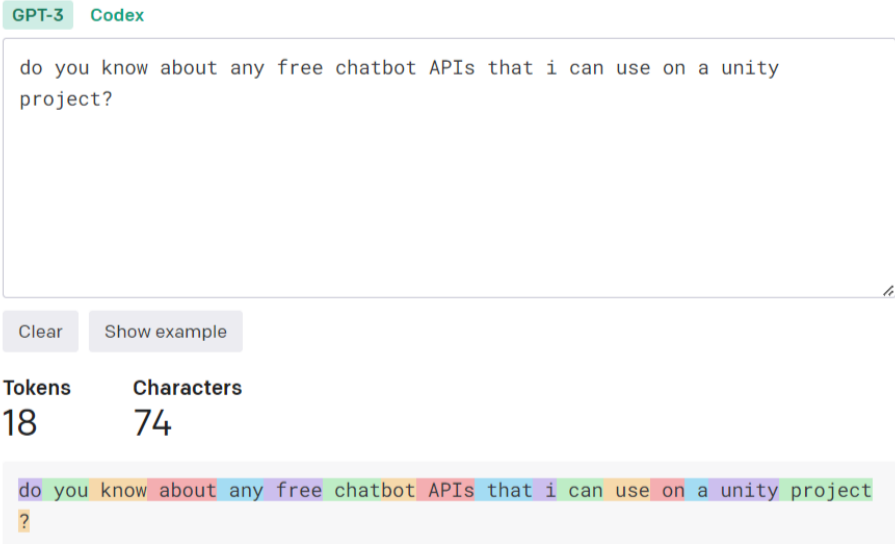 GPT-3 Codex
do you know about any free chatbot APIs that i can use on a unity
project?
Clear Show example
Tokens Characters
18 74
do you know about any free chatbot APIs that i can use on a unity project
?